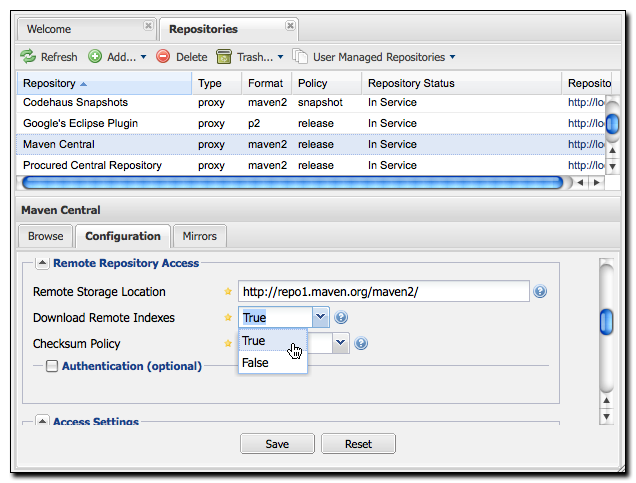 Welcome
Repositories
Refresh Add... Delete Trash... User Managed Repositories
Repository Type Format Policy Repository Status Reposito
Codehaus Snapshots proxy maven2 snapshot In Service http://lo
Google's Eclipse Plugin proxy p2 release In Service http://lo
Maven Central proxy maven2 release In Service http://lo
Procured Central Repository proxy maven2 release In Service http://lo
Maven Central
Browse Configuration Mirrors
Remote Repository Access
Remote Storage Location http://repo1.maven.org/maven2/
Download Remote Indexes True
Checksum Policy
True
False
Authentication (optional)
Access Settings
Save Reset